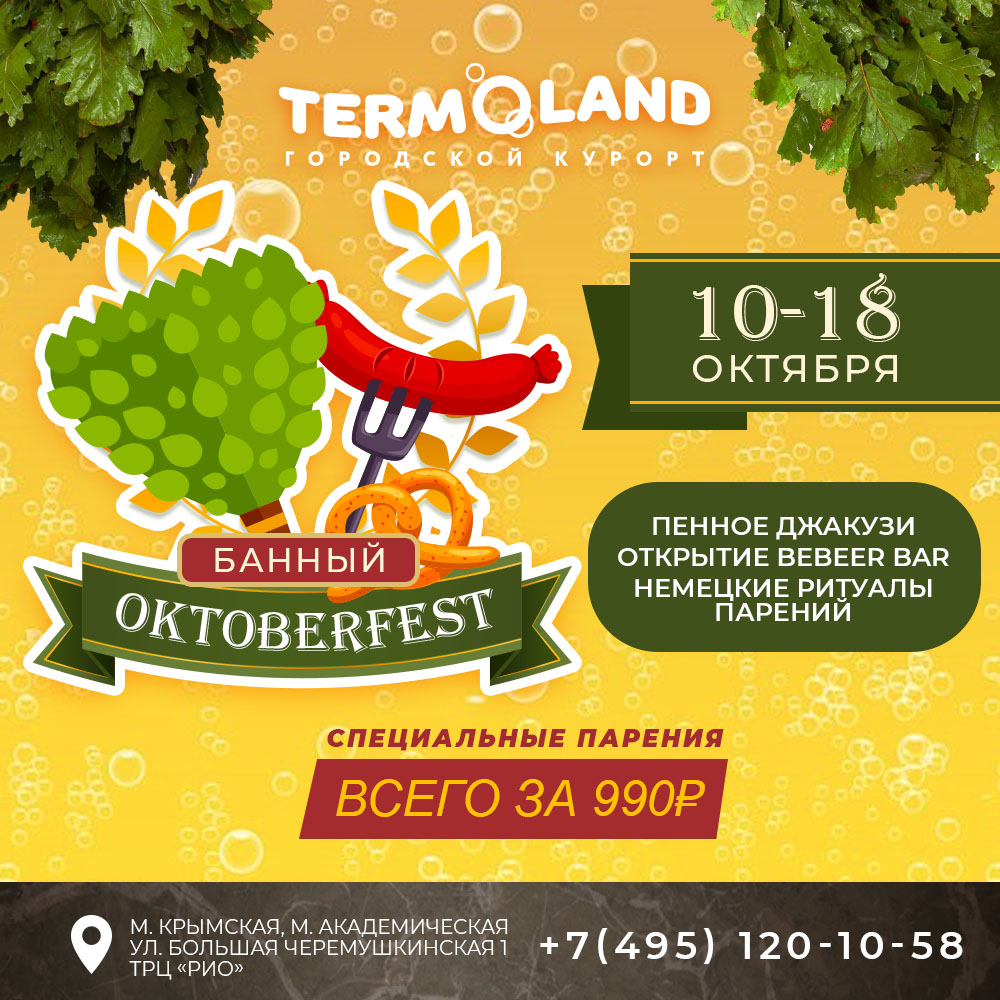 TERMOLAND
ГОРОДСКОЙ КУРОРТ
10-18
ОКТЯБРЯ
БАННЫЙ
OKTOBERFEST
ПЕННОЕ ДЖАКУЗИ
ОТКРЫТИЕ BEBEER BAR
НЕМЕЦКИЕ РИТУАЛЫ
ПАРЕНИЙ
СПЕЦИАЛЬНЫЕ ПАРЕНИЯ
ВСЕГО ЗА 990₽
М. КРЫМСКАЯ, М. АКАДЕМИЧЕСКАЯ
УЛ. БОЛЬШАЯ ЧЕРЕМУШКИНСКАЯ 1
ТРЦ «РИО»
+7(495) 120-10-58